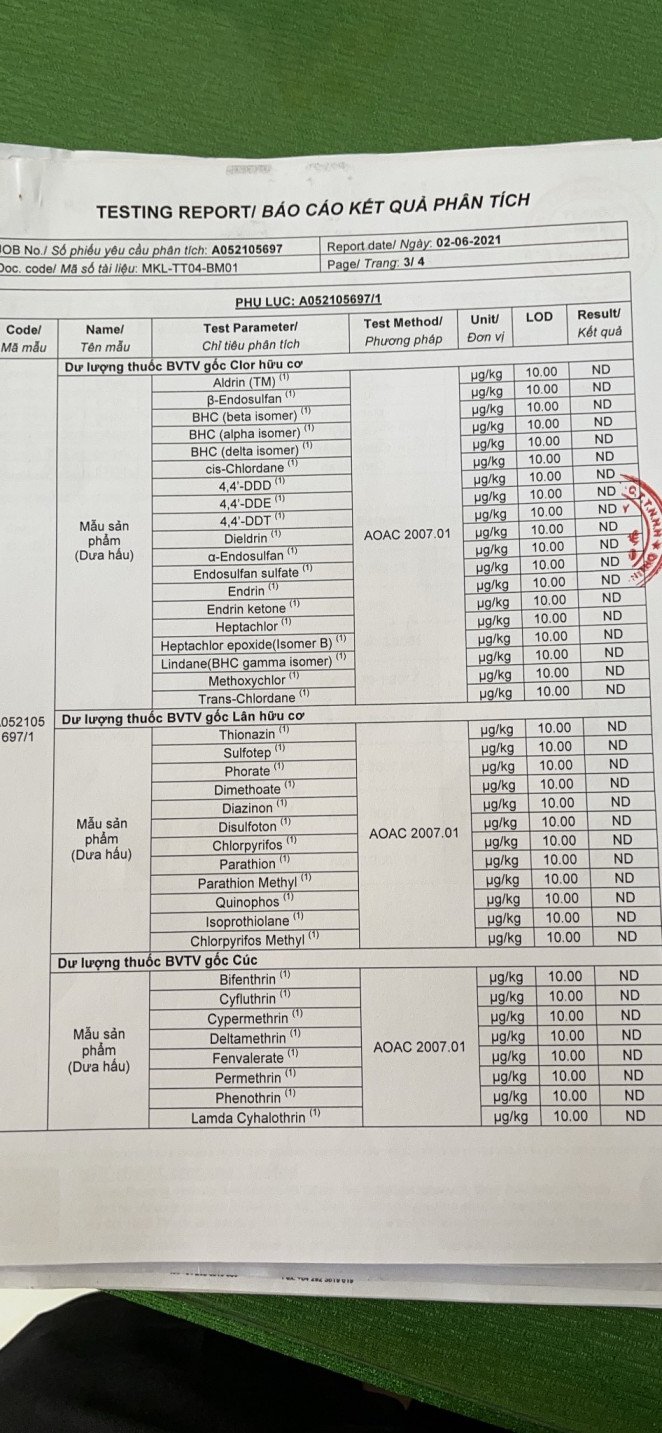 TESTING REPORT/ BÁO CÁO KẾT QUẢ PHÂN TÍCH
JOB No./ Số phiếu yêu cầu phân tích: A052105697 Report date/ Ngày: 02-06-2021
Doc. code/ Mã số tài liệu: MKL-TT04-BM01 Page/ Trang: 3/ 4
PHU LUC: A052105697/1
Code/ Name/ Test Parameter/ Test Method/ Unit/ LOD Result/
Mã mẫu Tên mẫu Chỉ tiêu phân tích Phương pháp Đơn vị Kết quả
Dư lượng thuốc BVTV gốc Clor hữu cơ
Aldrin (TM) (1) µg/kg 10.00 ND
β-Endosulfan (1) µg/kg 10.00 ND
BHC (beta isomer) (1) µg/kg 10.00 ND
BHC (alpha isomer) (1) µg/kg 10.00 ND
BHC (delta isomer) (1) µg/kg 10.00 ND
cis-Chlordane (1) µg/kg 10.00 ND
4,4'-DDD (1) µg/kg 10.00 ND
4,4'-DDE (1) µg/kg 10.00 ND
Mẫu sản 4,4'-DDT (1) µg/kg 10.00 ND
phẩm Dieldrin (1) AOAC 2007.01 µg/kg 10.00 ND
(Dưa hấu) α-Endosulfan (1) µg/kg 10.00 ND
Endosulfan sulfate (1) µg/kg 10.00 ND
Endrin (1) µg/kg 10.00 ND
Endrin ketone (1) µg/kg 10.00 ND
Heptachlor (1) µg/kg 10.00 ND
Heptachlor epoxide(Isomer B) (1) µg/kg 10.00 ND
Lindane(BHC gamma isomer) (1) µg/kg 10.00 ND
Methoxychlor (1) µg/kg 10.00 ND
Trans-Chlordane (1) µg/kg 10.00 ND
052105 Dư lượng thuốc BVTV gốc Lân hữu cơ
697/1 Thionazin (1) µg/kg 10.00 ND
Sulfotep (1) µg/kg 10.00 ND
Phorate (1) µg/kg 10.00 ND
Dimethoate (1) µg/kg 10.00 ND
Diazinon (1) µg/kg 10.00 ND
Mẫu sản Disulfoton (1) µg/kg 10.00 ND
phẩm Chlorpyrifos (1) AOAC 2007.01 µg/kg 10.00 ND
(Dưa hấu) Parathion (1) µg/kg 10.00 ND
Parathion Methyl (1) µg/kg 10.00 ND
Quinophos (1) µg/kg 10.00 ND
Isoprothiolane (1) µg/kg 10.00 ND
Chlorpyrifos Methyl (1) µg/kg 10.00 ND
Dư lượng thuốc BVTV gốc Cúc
Bifenthrin (1) µg/kg 10.00 ND
Cyfluthrin (1) µg/kg 10.00 ND
Cypermethrin (1) µg/kg 10.00 ND
Mẫu sản Deltamethrin (1) µg/kg 10.00 ND
phẩm Fenvalerate (1) AOAC 2007.01 µg/kg 10.00 ND
(Dưa hấu) Permethrin (1) µg/kg 10.00 ND
Phenothrin (1) µg/kg 10.00 ND
Lamda Cyhalothrin (1) µg/kg 10.00 ND